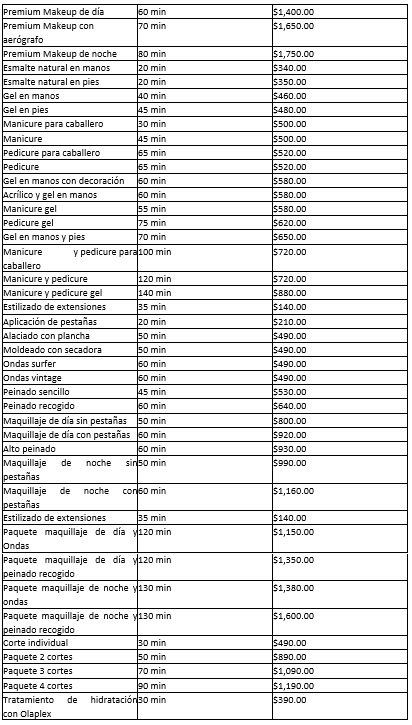 Premium Makeup de día 60 min $1,400.00
Premium Makeup con 70 min $1,650.00
aerógrafo
Premium Makeup de noche 80 min $1,750.00
Esmalte natural en manos 20 min $340.00
Esmalte natural en pies 20 min $350.00
Gel en manos 40 min $460.00
Gel en pies 45 min $480.00
Manicure para caballero 30 min $500.00
Manicure 45 min $500.00
Pedicure para caballero 65 min $520.00
Pedicure 65 min $520.00
Gel en manos con decoración 60 min $580.00
Acrílico y gel en manos 60 min $580.00
Manicure gel 55 min $580.00
Pedicure gel 75 min $620.00
Gel en manos y pies 70 min $650.00
Manicure y pedicure para 100 min $720.00
caballero
Manicure y pedicure 120 min $720.00
Manicure y pedicure gel 140 min $880.00
Estilizado de extensiones 35 min $140.00
Aplicación de pestañas 20 min $210.00
Alaciado con plancha 50 min $490.00
Moldeado con secadora 50 min $490.00
Ondas surfer 60 min $490.00
Ondas vintage 60 min $490.00
Peinado sencillo 45 min $530.00
Peinado recogido 60 min $640.00
Maquillaje de día sin pestañas 50 min $800.00
Maquillaje de día con pestañas 60 min $920.00
Alto peinado 60 min $930.00
Maquillaje de noche sin 50 min $990.00
pestañas
Maquillaje de noche con 60 min $1,160.00
pestañas
Estilizado de extensiones 35 min $140.00
Paquete maquillaje de día y 120 min $1,150.00
Ondas
Paquete maquillaje de día y 120 min $1,350.00
peinado recogido
Paquete maquillaje de noche y 130 min $1,380.00
ondas
Paquete maquillaje de noche y 130 min $1,600.00
peinado recogido
Corte individual 30 min $490.00
Paquete 2 cortes 50 min $890.00
Paquete 3 cortes 70 min $1,090.00
Paquete 4 cortes 90 min $1,190.00
Tratamiento de hidratación 30 min $390.00
con Olaplex